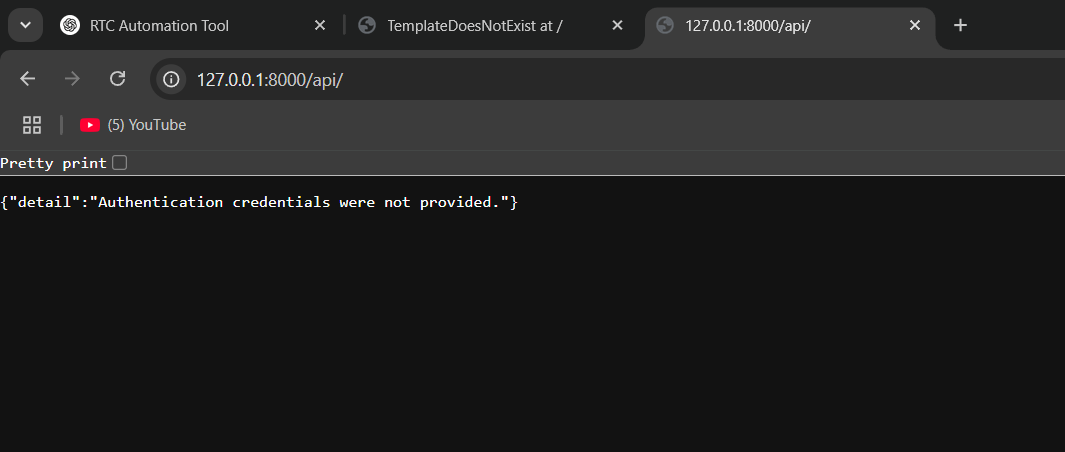 RTC Automation Tool
TemplateDoesNotExist at /
127.0.0.1:8000/api/
127.0.0.1:8000/api/
(5) YouTube
Pretty print
{"detail":"Authentication credentials were not provided."}